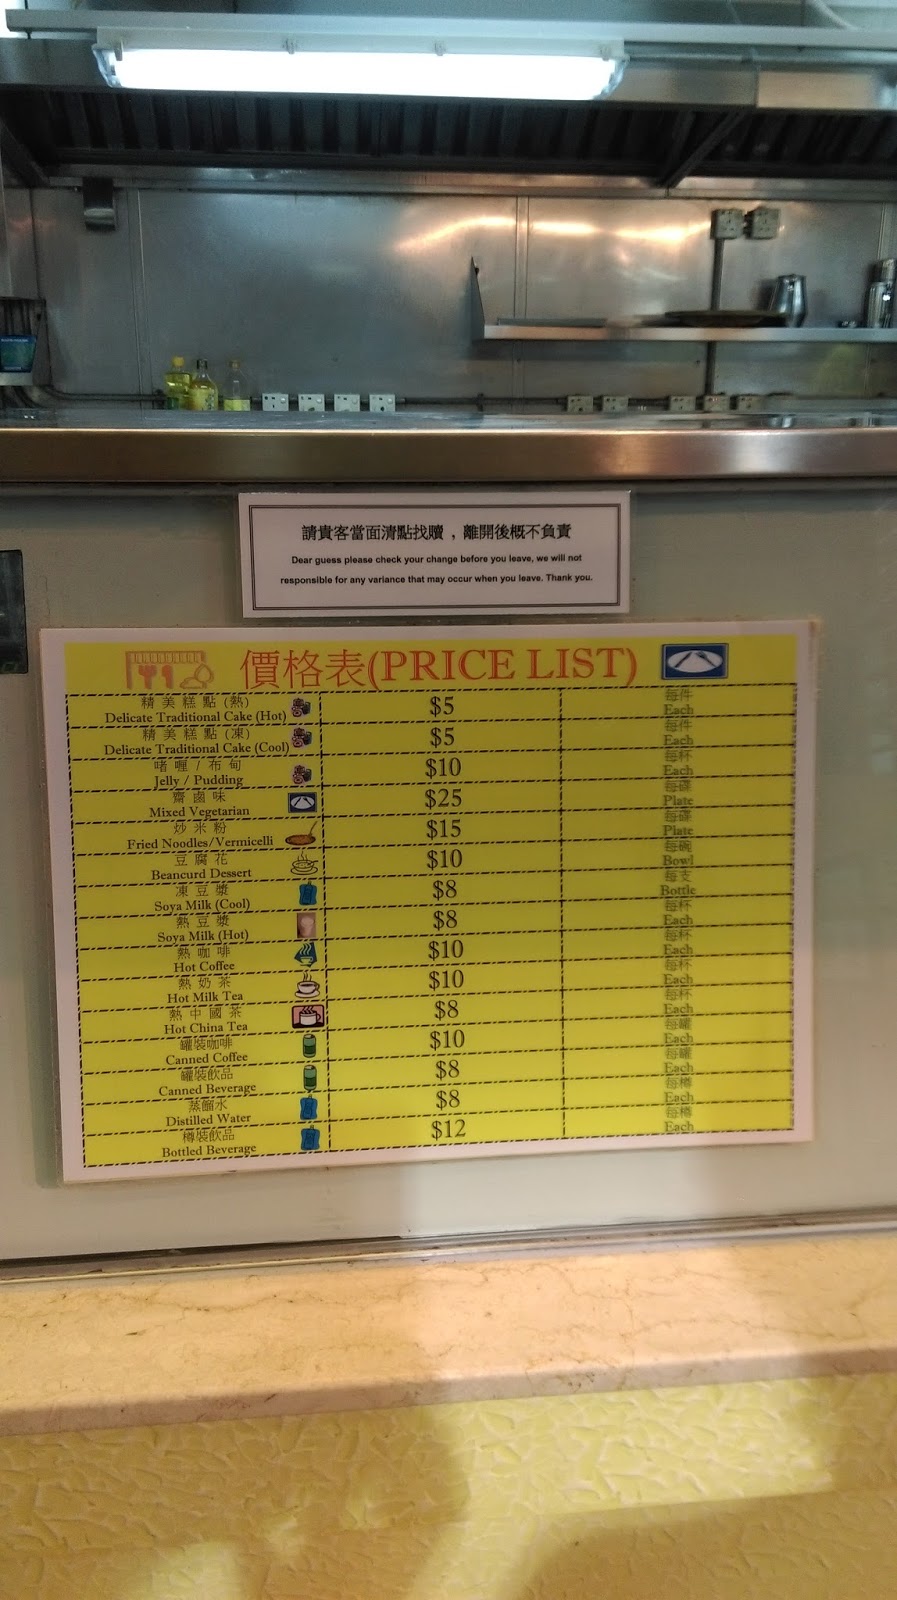 請貴客當面清點找贖，離開後概不負責
Dear guess please check your change before you leave, we will not
responsible for any variance that may occur when you leave. Thank you.
價格表(PRICE LIST)
精美糕點(熱)
Delicate Traditional Cake (Hot)
$5
每件
Each
精美糕點(凍)
Delicate Traditional Cake (Cool)
$5
每件
Each
啫喱/布甸
Jelly / Pudding
$10
每杯
Each
齋鹵味
Mixed Vegetarian
$25
每碟
Plate
炒米粉
Fried Noodles/Vermicelli
$15
每碟
Plate
豆腐花
Beancurd Dessert
$10
每碗
Bowl
凍豆漿
Soya Milk (Cool)
$8
每支
Bottle
熱豆漿
Soya Milk (Hot)
$8
每杯
Each
熱咖啡
Hot Coffee
$10
每杯
Each
熱奶茶
Hot Milk Tea
$10
每杯
Each
熱中國茶
Hot China Tea
$8
每杯
Each
罐裝咖啡
Canned Coffee
$10
每罐
Each
罐裝飲品
Canned Beverage
$8
每罐
Each
蒸餾水
Distilled Water
$8
每樽
Each
樽裝飲品
Bottled Beverage
$12
每樽
Each